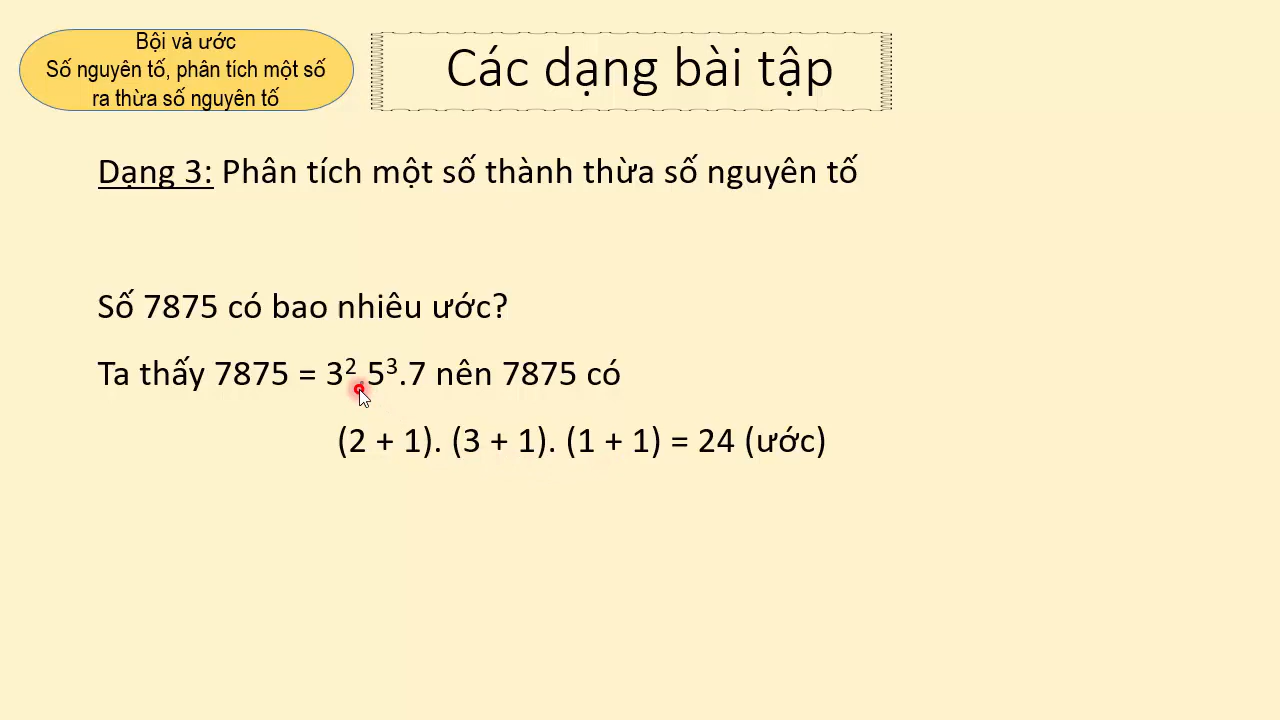 Bội và ước
Số nguyên tố, phân tích một số
ra thừa số nguyên tố
Các dạng bài tập
Dạng 3: Phân tích một số thành thừa số nguyên tố
Số 7875 có bao nhiêu ước?
Ta thấy 7875 = 3².5³.7 nên 7875 có
(2 + 1). (3 + 1). (1 + 1) = 24 (ước)